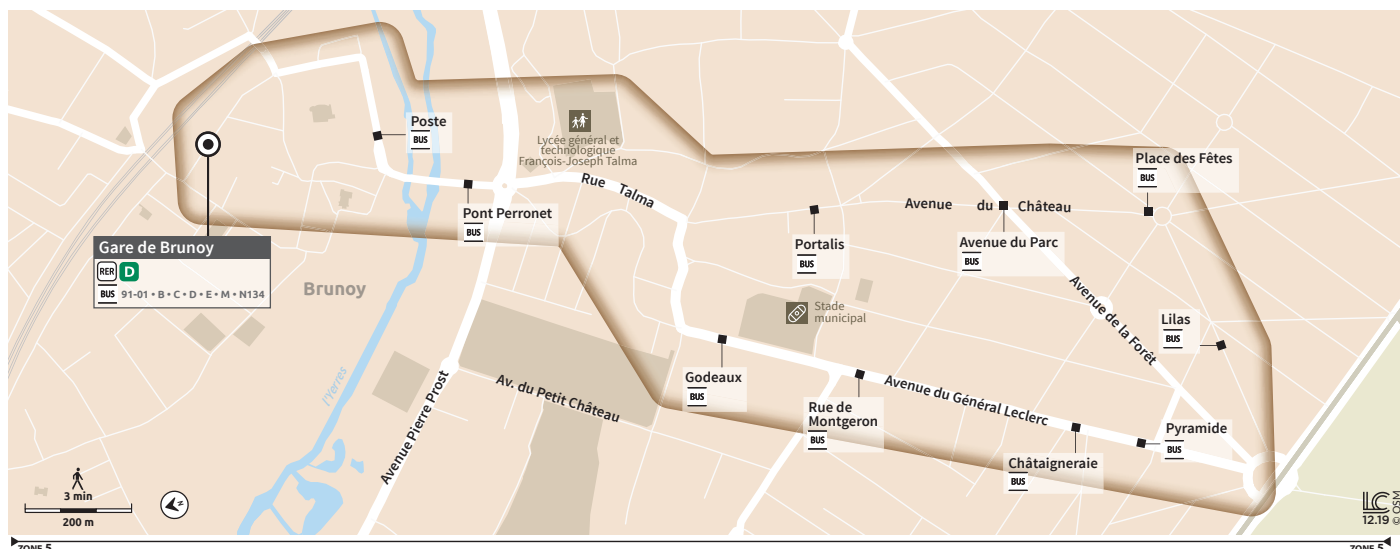 Poste
BUS
Lycée général et
technologique
François-Joseph Talma
Place des Fêtes
BUS
Rue Talma
Pont Perronet
BUS
Avenue du Château
Gare de Brunoy
RER D
BUS 91-01 • B • C • D • E • M • N134
Portalis
BUS
Avenue du Parc
BUS
Brunoy
Stade
municipal
Avenue de la Forêt
Lilas
BUS
l'Yerres
Avenue Pierre Prost
Av. du Petit Château
Godeaux
BUS
Avenue du Général Leclerc
Rue de
Montgeron
BUS
Pyramide
BUS
Châtaigneraie
BUS
3 min
200 m
Z
LC
12.19
© OSM
ZONE 5
ZONE 5